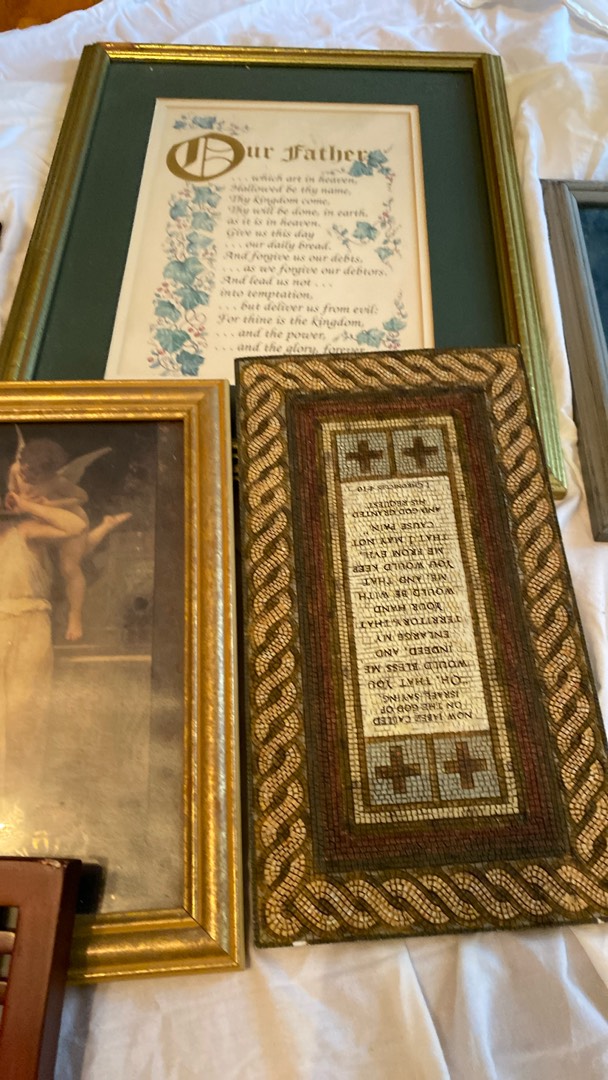 Our Father
... which art in heaven,
Hallowed be thy name,
Thy kingdom come,
Thy will be done, in earth,
as it is in heaven.
Give us this day
... our daily bread.
And forgive us our debts,
... as we forgive our debtors.
And lead us not ...
into temptation,
... but deliver us from evil:
For thine is the kingdom,
... and the power,
... and the glory, forever
NOW JABEZ CALLED
ON THE GOD OF
ISRAEL, SAYING,
"OH, THAT YOU
WOULD BLESS ME
INDEED, AND
ENLARGE MY
TERRITORY, THAT
YOUR HAND
WOULD BE WITH
ME AND THAT
YOU WOULD KEEP
ME FROM EVIL
THAT I MAY NOT
CAUSE PAIN."
AND GOD GRANTED
HIS REQUEST.
1 CHRONICLES 4:10